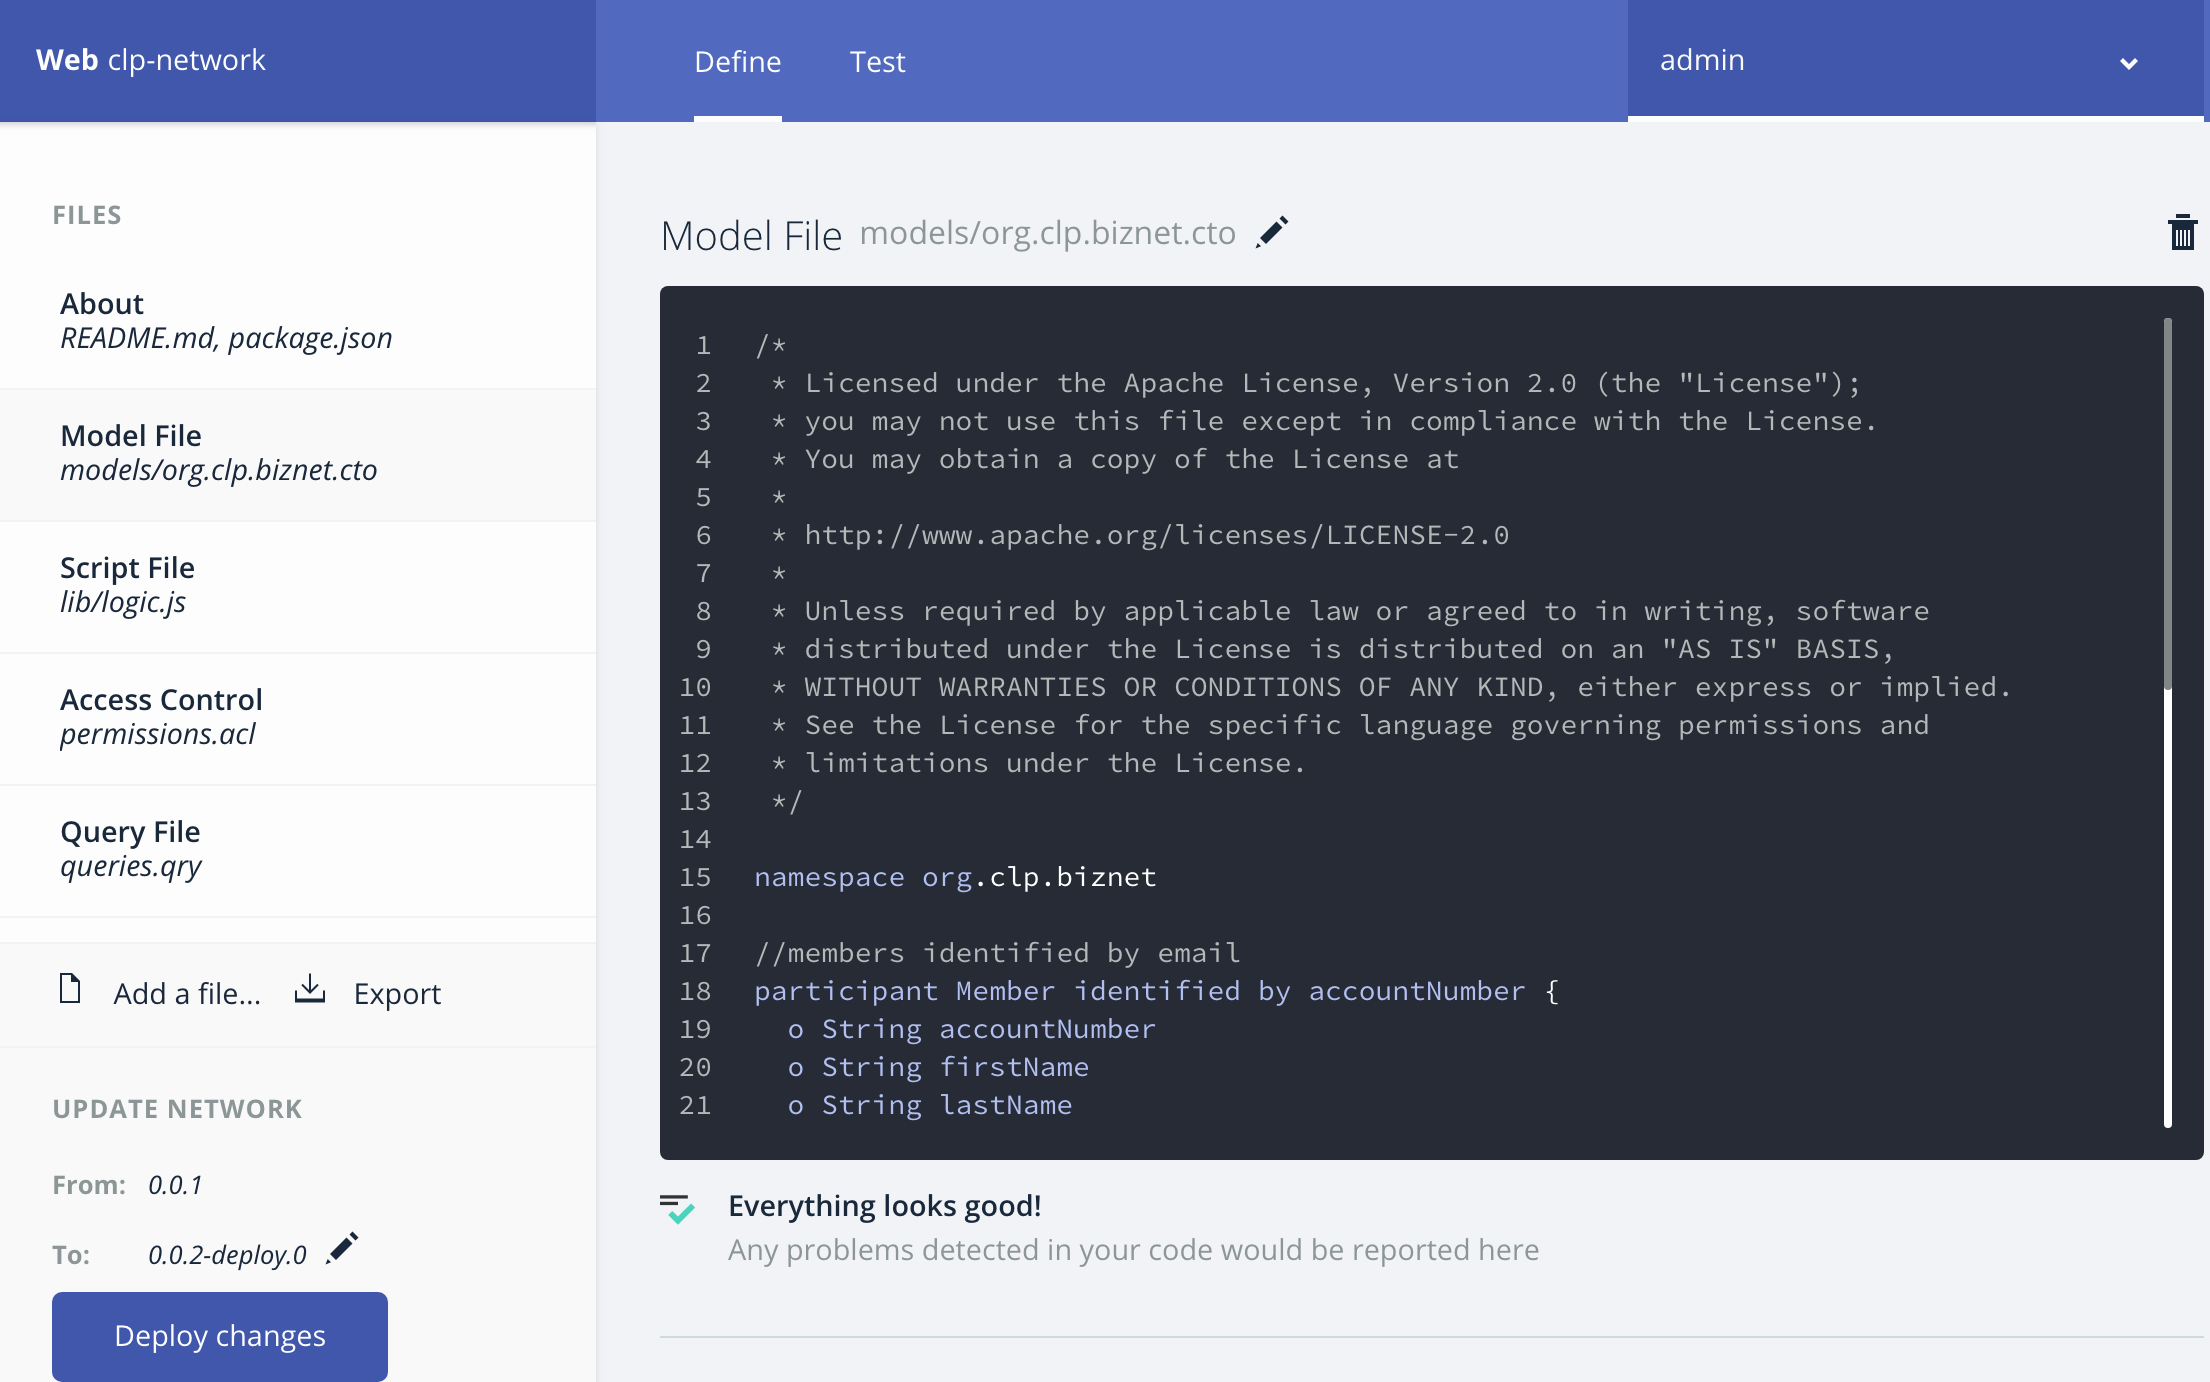 Web clp-network
Define
Test
admin
FILES
About
README.md, package.json
Model File
models/org.clp.biznet.cto
Script File
lib/logic.js
Access Control
permissions.acl
Query File
queries.qry
Add a file...
Export
UPDATE NETWORK
From: 0.0.1
To: 0.0.2-deploy.0
Deploy changes
Model File models/org.clp.biznet.cto
1 /*
2 * Licensed under the Apache License, Version 2.0 (the "License");
3 * you may not use this file except in compliance with the License.
4 * You may obtain a copy of the License at
5 *
6 * http://www.apache.org/licenses/LICENSE-2.0
7 *
8 * Unless required by applicable law or agreed to in writing, software
9 * distributed under the License is distributed on an "AS IS" BASIS,
10 * WITHOUT WARRANTIES OR CONDITIONS OF ANY KIND, either express or implied.
11 * See the License for the specific language governing permissions and
12 * limitations under the License.
13 */
14
15 namespace org.clp.biznet
16
17 //members identified by email
18 participant Member identified by accountNumber {
19 o String accountNumber
20 o String firstName
21 o String lastName
Everything looks good!
Any problems detected in your code would be reported here